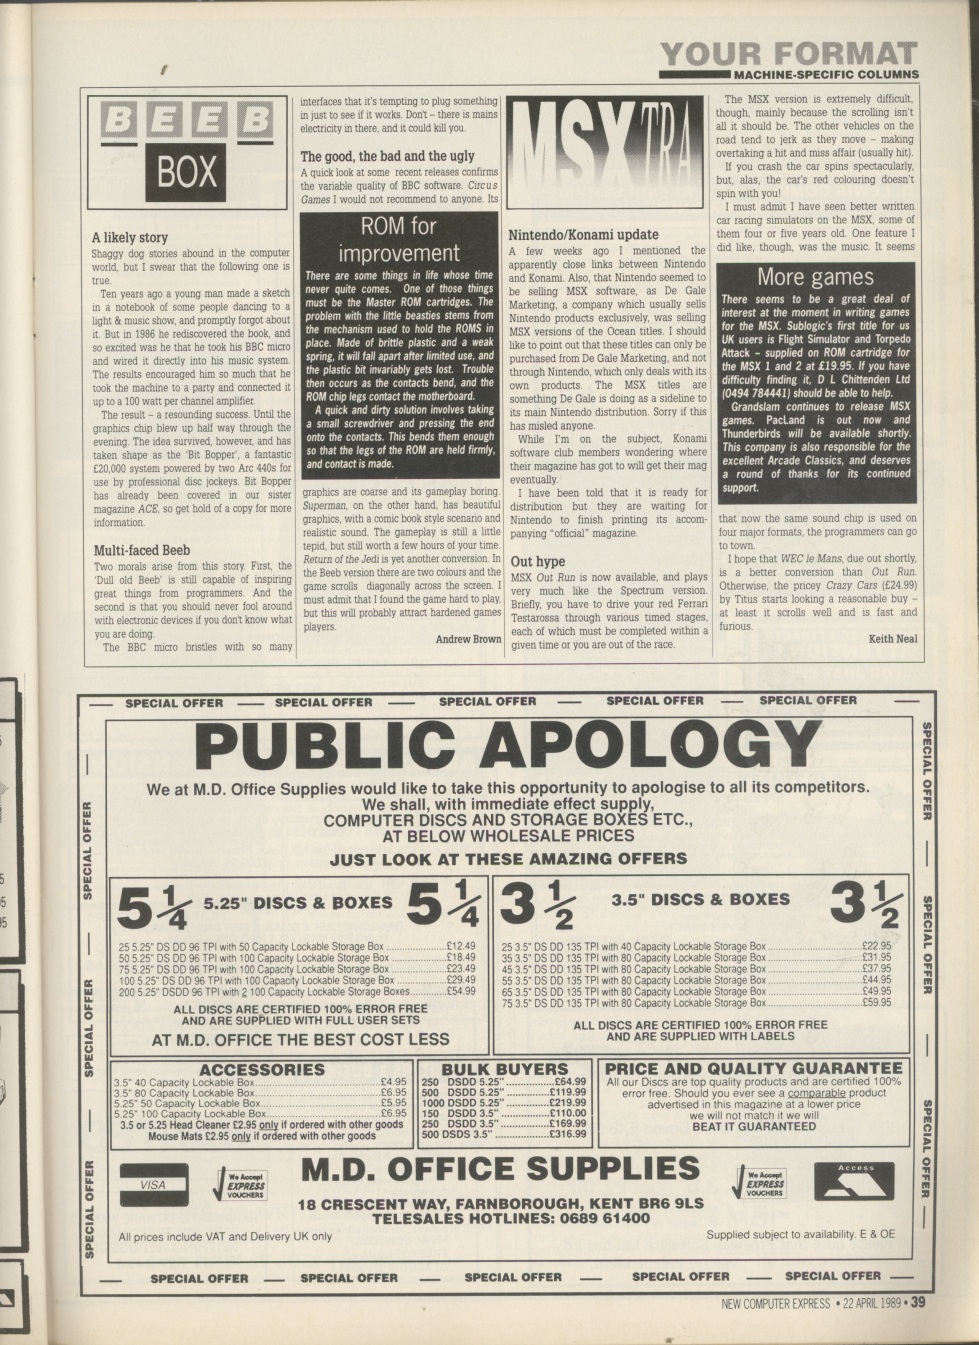 YOUR FORMAT
MACHINE-SPECIFIC COLUMNS
BEEB
BOX
A likely story
Shaggy dog stories abound in the computer
world, but I swear that the following one is
true.
Ten years ago a young man made a sketch
in a notebook of some people dancing to a
light & music show, and promptly forgot about
it. But in 1986 he rediscovered the book, and
so excited was he that he took his BBC micro
and wired it directly into his music system.
The results encouraged him so much that he
took the machine to a party and connected it
up to a 100 watt per channel amplifier.
The result – a resounding success. Until the
graphics chip blew up half way through the
evening. The idea survived, however, and has
taken shape as the 'Bit Bopper', a fantastic
£20,000 system powered by two Arc 440s for
use by professional disc jockeys. Bit Bopper
has already been covered in our sister
magazine ACE, so get hold of a copy for more
information.
Multi-faced Beeb
Two morals arise from this story. First, the
'Dull old Beeb' is still capable of inspiring
great things from programmers. And the
second is that you should never fool around
with electronic devices if you don't know what
you are doing.
The BBC micro bristles with so many
interfaces that it's tempting to plug something
in just to see if it works. Don't – there is mains
electricity in there, and it could kill you.
The good, the bad and the ugly
A quick look at some recent releases confirms
the variable quality of BBC software. Circus
Games I would not recommend to anyone. Its
ROM for
improvement
There are some things in life whose time
never quite comes. One of those things
must be the Master ROM cartridges. The
problem with the little beasties stems from
the mechanism used to hold the ROMS in
place. Made of brittle plastic and a weak
spring, it will fall apart after limited use, and
the plastic bit invariably gets lost. Trouble
then occurs as the contacts bend, and the
ROM chip legs contact the motherboard.
A quick and dirty solution involves taking
a small screwdriver and pressing the end
onto the contacts. This bends them enough
so that the legs of the ROM are held firmly,
and contact is made.
graphics are coarse and its gameplay boring.
Superman, on the other hand, has beautiful
graphics, with a comic book style scenario and
realistic sound. The gameplay is still a little
tepid, but still worth a few hours of your time.
Return of the Jedi is yet another conversion. In
the Beeb version there are two colours and the
game scrolls diagonally across the screen. I
must admit that I found the game hard to play,
but this will probably attract hardened games
players.
Andrew Brown
MSXTRA
Nintendo/Konami update
A few weeks ago I mentioned the
apparently close links between Nintendo
and Konami. Also, that Nintendo seemed to
be selling MSX software, as De Gale
Marketing, a company which usually sells
Nintendo products exclusively, was selling
MSX versions of the Ocean titles. I should
like to point out that these titles can only be
purchased from De Gale Marketing, and not
through Nintendo, which only deals with its
own products. The MSX titles are
something De Gale is doing as a sideline to
its main Nintendo distribution. Sorry if this
has misled anyone.
While I'm on the subject, Konami
software club members wondering where
their magazine has got to will get their mag
eventually.
I have been told that it is ready for
distribution but they are waiting for
Nintendo to finish printing its accom-
panying "official" magazine.
Out hype
MSX Out Run is now available, and plays
very much like the Spectrum version.
Briefly, you have to drive your red Ferrari
Testarossa through various timed stages,
each of which must be completed within a
given time or you are out of the race.
The MSX version is extremely difficult,
though, mainly because the scrolling isn't
all it should be. The other vehicles on the
road tend to jerk as they move – making
overtaking a hit and miss affair (usually hit).
If you crash the car spins spectacularly,
but, alas, the car's red colouring doesn't
spin with you!
I must admit I have seen better written
car racing simulators on the MSX, some of
them four or five years old. One feature I
did like, though, was the music. It seems
More games
There seems to be a great deal of
interest at the moment in writing games
for the MSX. Sublogic's first title for us
UK users is Flight Simulator and Torpedo
Attack – supplied on ROM cartridge for
the MSX 1 and 2 at £19.95. If you have
difficulty finding it, D L Chittenden Ltd
(0494 784441) should be able to help.
Grandslam continues to release MSX
games. PacLand is out now and
Thunderbirds will be available shortly.
This company is also responsible for the
excellent Arcade Classics, and deserves
a round of thanks for its continued
support.
that now the same sound chip is used on
four major formats, the programmers can go
to town.
I hope that WEC le Mans, due out shortly,
is a better conversion than Out Run.
Otherwise, the pricey Crazy Cars (£24.99)
by Titus starts looking a reasonable buy –
at least it scrolls well and is fast and
furious.
Keith Neal
SPECIAL OFFER — SPECIAL OFFER — SPECIAL OFFER — SPECIAL OFFER — SPECIAL OFFER
PUBLIC APOLOGY
We at M.D. Office Supplies would like to take this opportunity to apologise to all its competitors.
We shall, with immediate effect supply,
COMPUTER DISCS AND STORAGE BOXES ETC.,
AT BELOW WHOLESALE PRICES
JUST LOOK AT THESE AMAZING OFFERS
5 1/4 5.25" DISCS & BOXES 5 1/4
25 5.25" DS DD 96 TPI with 50 Capacity Lockable Storage Box ..................£12.49
50 5.25" DS DD 96 TPI with 100 Capacity Lockable Storage Box ................£18.49
75 5.25" DS DD 96 TPI with 100 Capacity Lockable Storage Box ................£23.49
100 5.25" DS DD 96 TPI with 100 Capacity Lockable Storage Box ...............£29.49
200 5.25" DSDD 96 TPI with 2 100 Capacity Lockable Storage Boxes...........£54.99
ALL DISCS ARE CERTIFIED 100% ERROR FREE
AND ARE SUPPLIED WITH FULL USER SETS
AT M.D. OFFICE THE BEST COST LESS
3 1/2 3.5" DISCS & BOXES 3 1/2
25 3.5" DS DD 135 TPI with 40 Capacity Lockable Storage Box .............................£22.95
35 3.5" DS DD 135 TPI with 80 Capacity Lockable Storage Box .............................£31.95
45 3.5" DS DD 135 TPI with 80 Capacity Lockable Storage Box .............................£37.95
55 3.5" DS DD 135 TPI with 80 Capacity Lockable Storage Box .............................£44.95
65 3.5" DS DD 135 TPI with 80 Capacity Lockable Storage Box .............................£49.95
75 3.5" DS DD 135 TPI with 80 Capacity Lockable Storage Box .............................£59.95
ALL DISCS ARE CERTIFIED 100% ERROR FREE
AND ARE SUPPLIED WITH LABELS
ACCESSORIES
3.5" 40 Capacity Lockable Box.......................................£4.95
3.5" 80 Capacity Lockable Box.......................................£6.95
5.25" 50 Capacity Lockable Box.....................................£5.95
5.25" 100 Capacity Lockable Box...................................£6.95
3.5 or 5.25 Head Cleaner £2.95 only if ordered with other goods
Mouse Mats £2.95 only if ordered with other goods
BULK BUYERS
250 DSDD 5.25" ...............£64.99
500 DSDD 5.25" ..............£119.99
1000 DSDD 5.25" ............£219.99
150 DSDD 3.5" ................£110.00
250 DSDD 3.5" ................£169.99
500 DSDS 3.5" ................£316.99
PRICE AND QUALITY GUARANTEE
All our Discs are top quality products and are certified 100%
error free. Should you ever see a comparable product
advertised in this magazine at a lower price
we will not match it we will
BEAT IT GUARANTEED
VISA
We Accept
EXPRESS
VOUCHERS
M.D. OFFICE SUPPLIES
18 CRESCENT WAY, FARNBOROUGH, KENT BR6 9LS
TELESALES HOTLINES: 0689 61400
We Accept
EXPRESS
VOUCHERS
Access
All prices include VAT and Delivery UK only
Supplied subject to availability. E & OE
SPECIAL OFFER — SPECIAL OFFER — SPECIAL OFFER
SPECIAL OFFER — SPECIAL OFFER — SPECIAL OFFER
— SPECIAL OFFER — SPECIAL OFFER — SPECIAL OFFER — SPECIAL OFFER — SPECIAL OFFER —
NEW COMPUTER EXPRESS • 22 APRIL 1989 • 39